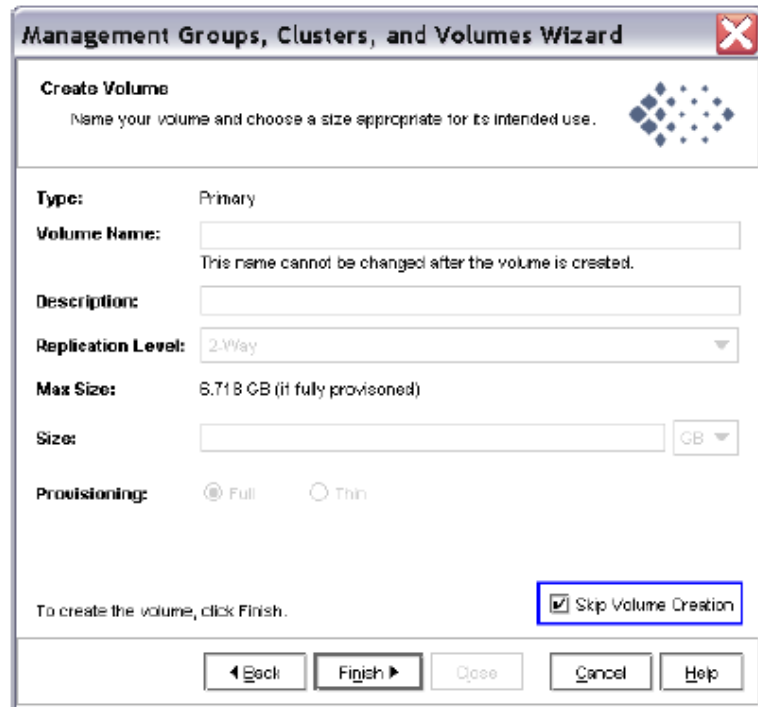 Management Groups, Clusters, and Volumes Wizard
Create Volume
Name your volume and choose a size appropriate for its intended use.
Type: Primary
Volume Name:
This name cannot be changed after the volume is created.
Description:
Replication Level: 2-Way
Max Size: 6.718 GB (if fully provisoned)
Size: GB
Provisioning: Full Thin
To create the volume, click Finish. Skip Volume Creation
Back Finish Close Cancel Help